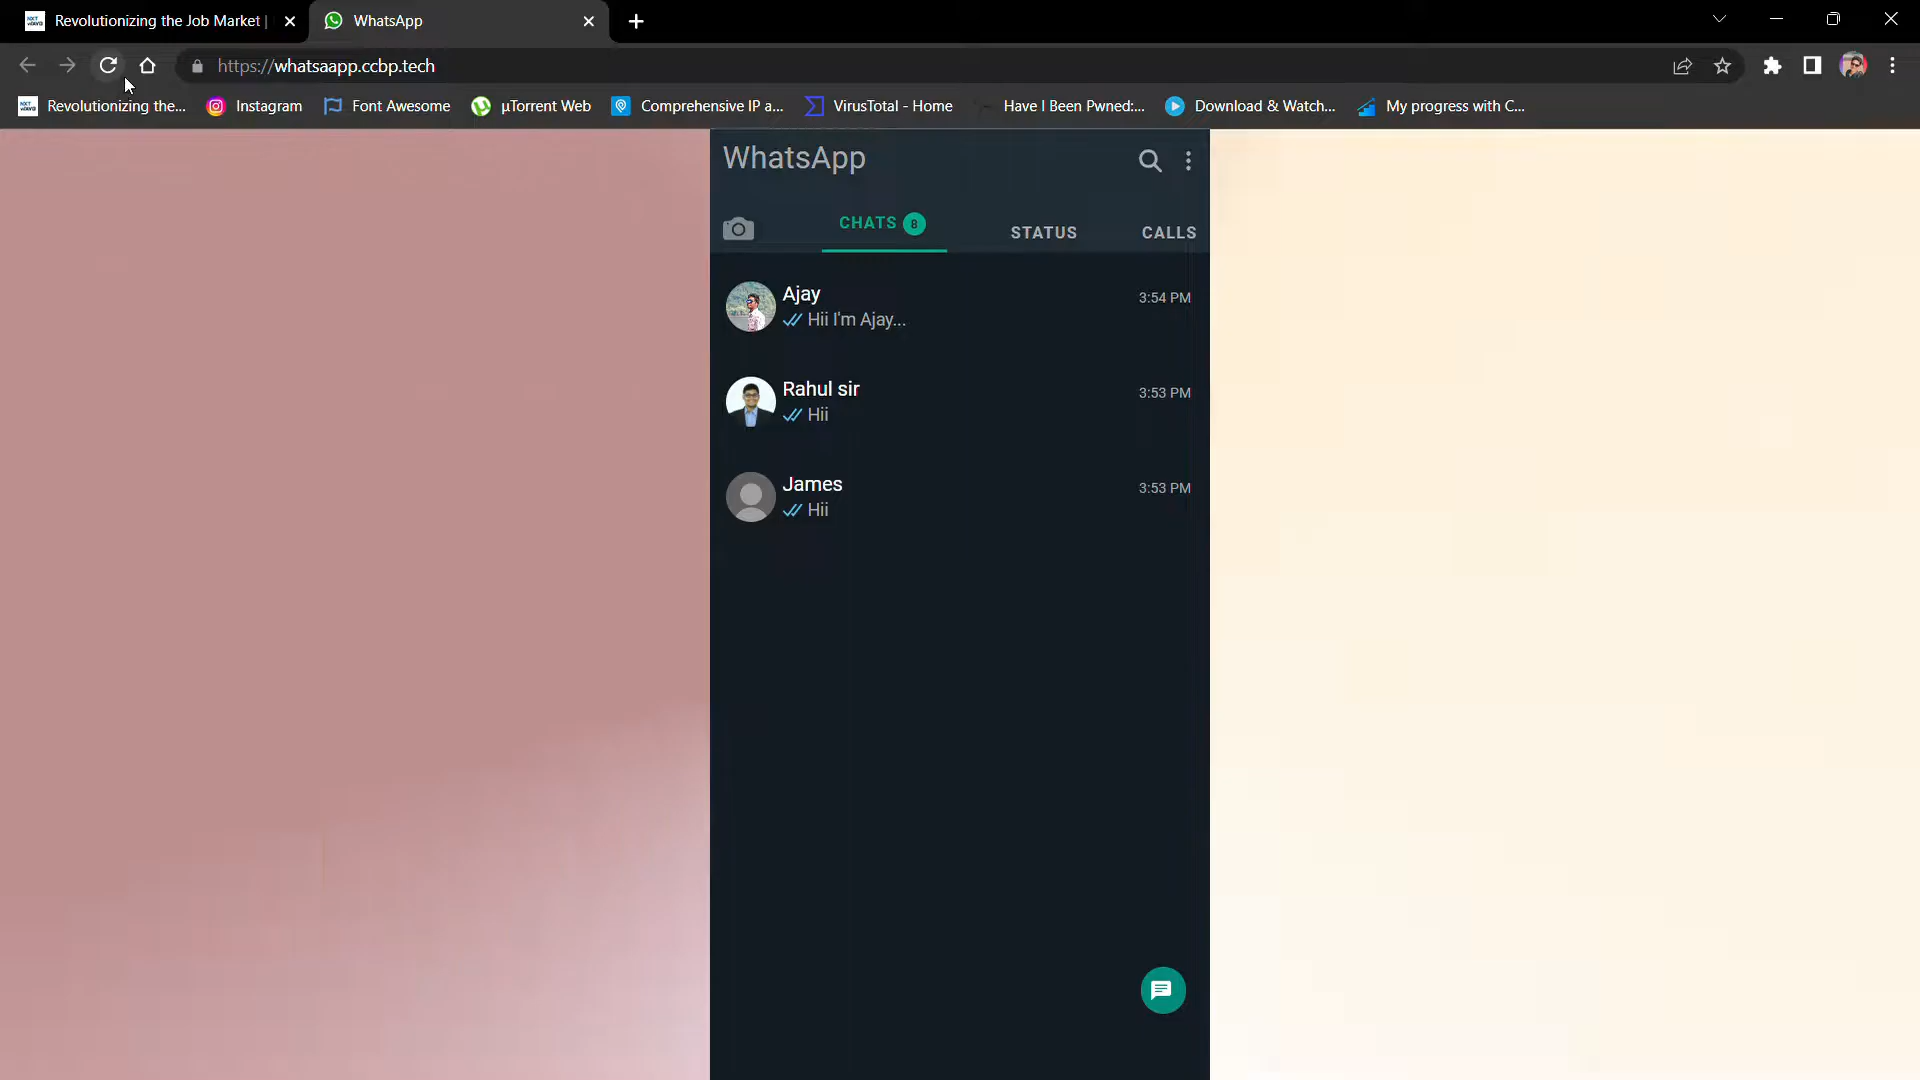 Revolutionizing the Job Market |
WhatsApp
https://whatsaapp.ccbp.tech
Revolutionizing the...
Instagram
Font Awesome
µTorrent Web
Comprehensive IP a...
VirusTotal - Home
Have I Been Pwned:...
Download & Watch...
My progress with C...
WhatsApp
CHATS 8
STATUS
CALLS
Ajay
3:54 PM
Hii I'm Ajay...
Rahul sir
3:53 PM
Hii
James
3:53 PM
Hii